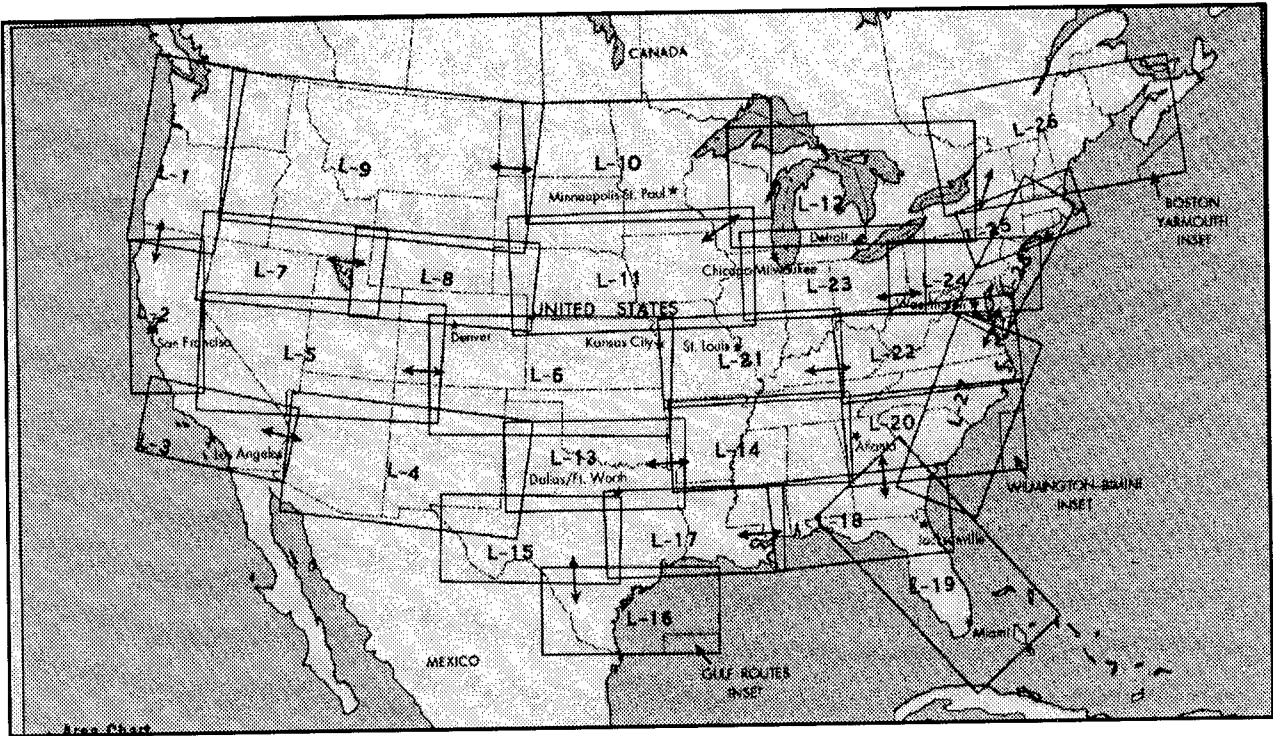 CANADA
L-26
L-1
L-9
L-10
Minneapolis St. Paul
L-12
BOSTON
YARMOUTH
INSET
L-25
Detroit
L-7
L-8
L-11
Chicago-Milwaukee
L-23
L-24
UNITED STATES
L-2
San Francisco
Denver
Kansas City
St. Louis
L-21
L-22
L-5
L-6
L-27
L-20
L-3
Los Angeles
L-4
L-13
Dallas/Ft. Worth
L-14
Atlanta
WILMINGTON-BIMINI
INSET
L-15
L-17
L-18
Jacksonville
L-19
L-16
Miami
MEXICO
GULF ROUTES
INSET
Area Chart